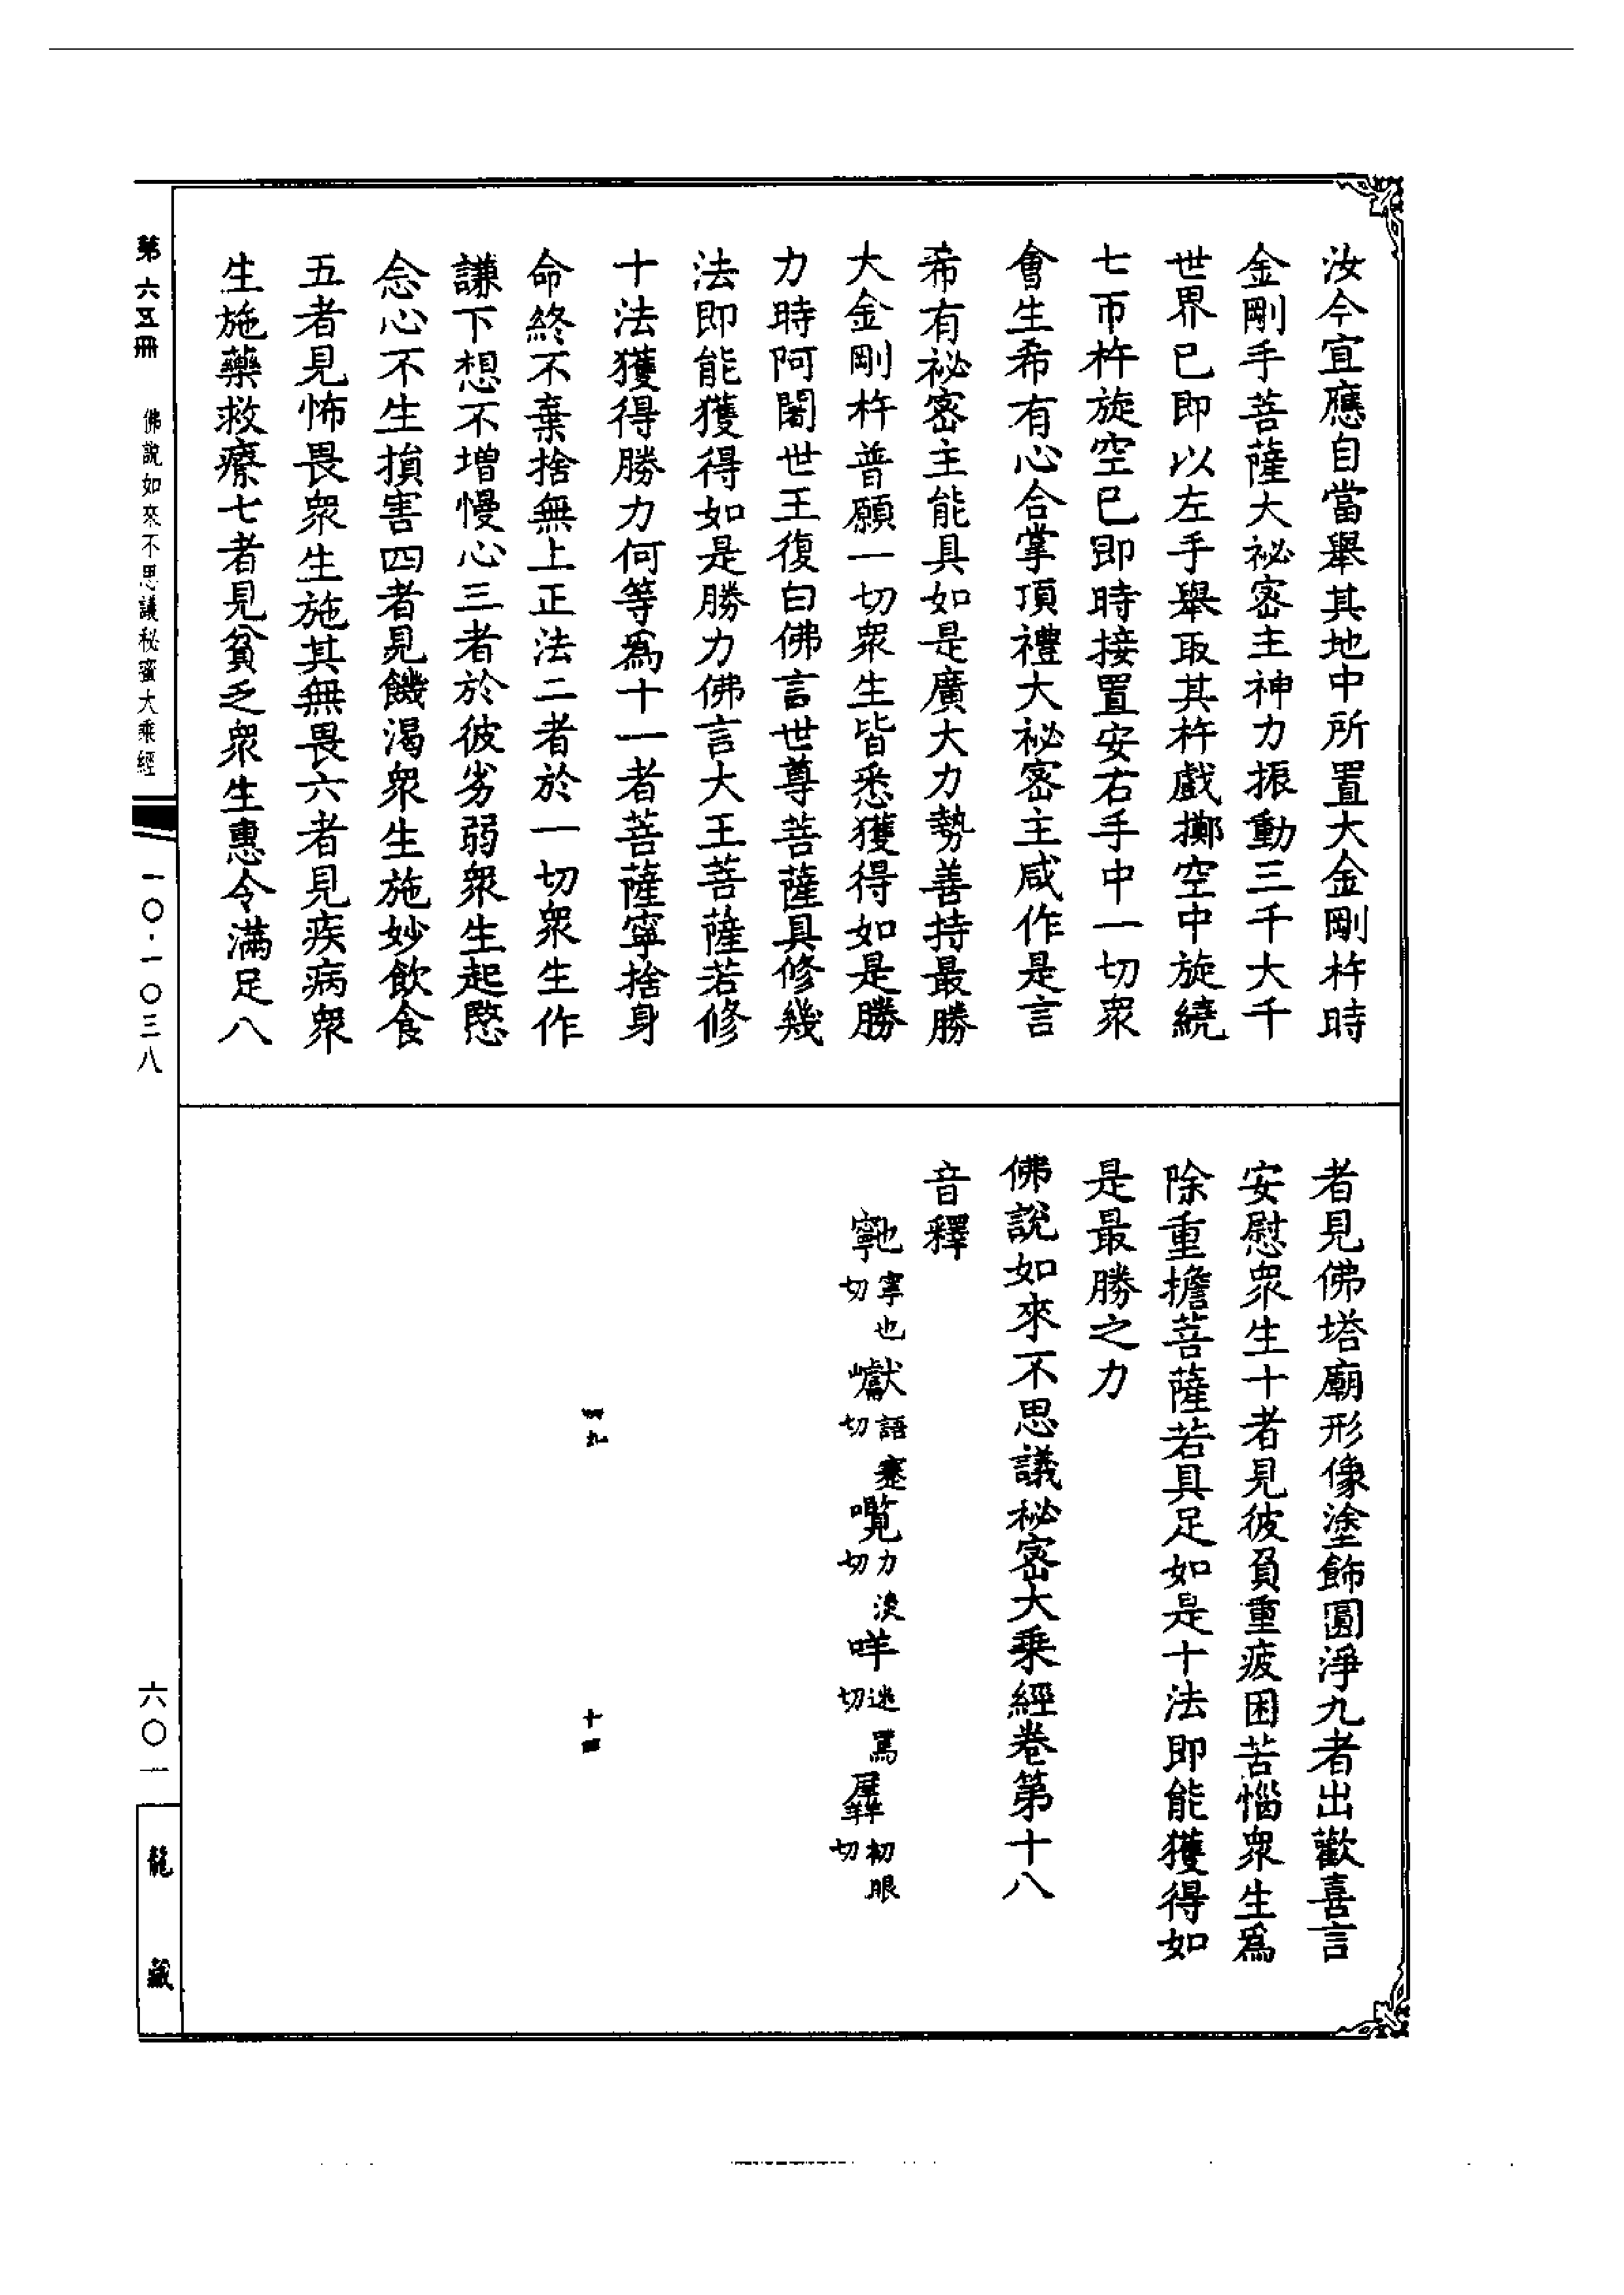 汝今宜應自當舉其地中所置大金剛杵時
金剛手菩薩大祕密主神力振動三千大千
世界已即以左手舉取其杵戲擲空中旋繞
七帀杵旋空已即時接置安右手中一切衆
會生希有心合掌頂禮大祕密主咸作是言
希有祕密主能具如是廣大力勢善持最勝
大金剛杵普願一切衆生皆悉獲得如是勝
力時阿闍世王復白佛言世尊菩薩具修幾
法即能獲得如是勝力佛言大王菩薩若修
十法獲得勝力何等爲十一者菩薩寧捨身
命終不棄捨無上正法二者於一切衆生作
謙下想不增慢心三者於彼劣弱衆生起愍
念心不生損害四者見饑渴衆生施妙飲食
五者見怖畏衆生施其無畏六者見疾病衆
生施藥救療七者見貧乏衆生惠令滿足八
者見佛塔廟形像塗飾圓淨九者出歡喜言
安慰衆生十者見彼負重疲困苦惱衆生爲
除重擔菩薩若具足如是十法即能獲得如
是最勝之力
佛說如來不思議祕密大乘經卷第十八
音釋
寧也切 巘語蹇切 力淡切 咩迷爲切 羼初眼切
四九
十四
第六五冊
佛說如來不思議秘蜜大乘經
一〇·一〇三八
六〇一
龍藏